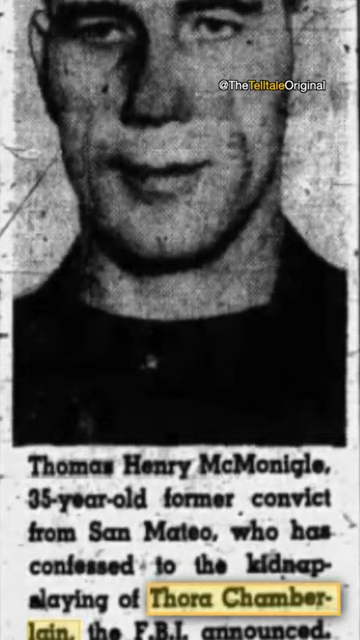 @TheTelltaleOriginal
Thomas Henry McMonigle,
35-year-old former convict
from San Mateo, who has
confessed to the kidnap-
slaying of Thora Chamber-
lain, the F.B.I. announced.